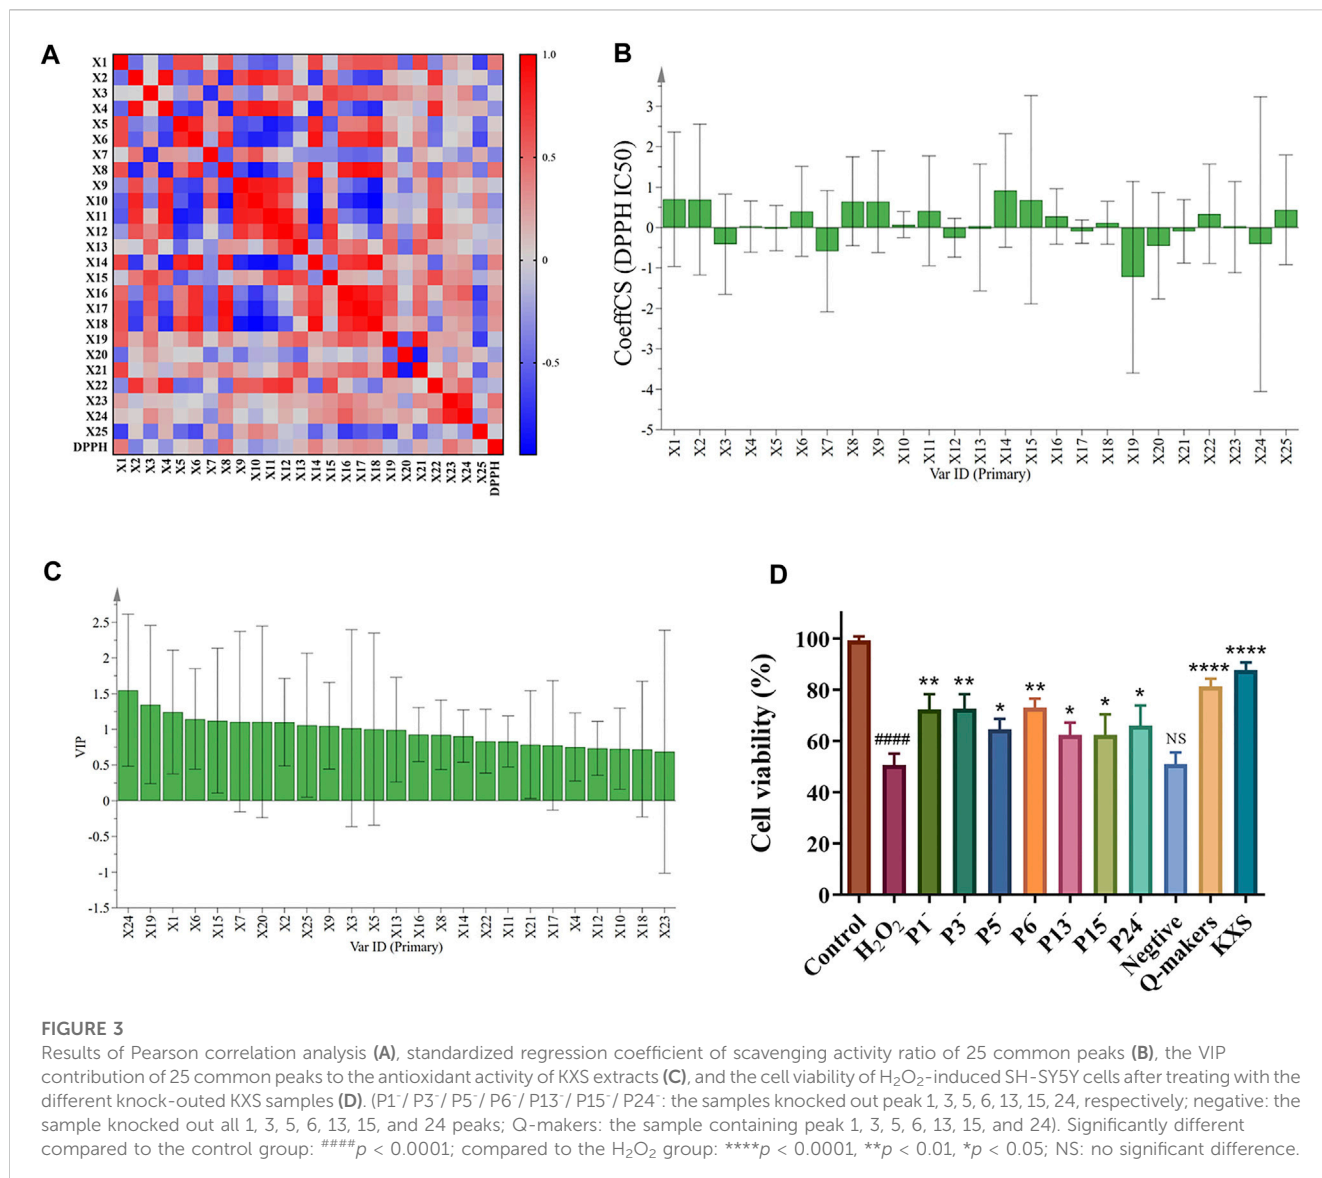 A
X1
X2
X3
X4
X5
X6
X7
X8
X9
X10
X11
X12
X13
X14
X15
X16
X17
X18
X19
X20
X21
X22
X23
X24
X25
DPPH
X1 X2 X3 X4 X5 X6 X7 X8 X9 X10 X11 X12 X13 X14 X15 X16 X17 X18 X19 X20 X21 X22 X23 X24 X25 DPPH
1.0
0.5
0
-0.5
B
CoeffCS (DPPH IC50)
3
2
1
0
-1
-2
-3
-4
-5
X1 X2 X3 X4 X5 X6 X7 X8 X9 X10 X11 X12 X13 X14 X15 X16 X17 X18 X19 X20 X21 X22 X23 X24 X25
Var ID (Primary)
C
VIP
2.5
2
1.5
1
0.5
0
-0.5
-1
-1.5
X24 X19 X1 X6 X15 X7 X20 X2 X25 X9 X3 X5 X13 X16 X8 X14 X22 X11 X21 X17 X4 X12 X10 X18 X23
Var ID (Primary)
D
Cell viability (%)
100
80
60
40
20
0
#### ** ** * ** * * * NS **** ****
Control H₂O₂ P1⁻ P3⁻ P5⁻ P6⁻ P13⁻ P15⁻ P24⁻ Negtive Q-makers KXS
FIGURE 3
Results of Pearson correlation analysis (A), standardized regression coefficient of scavenging activity ratio of 25 common peaks (B), the VIP
contribution of 25 common peaks to the antioxidant activity of KXS extracts (C), and the cell viability of H₂O₂-induced SH-SY5Y cells after treating with the
different knock-outed KXS samples (D). (P1⁻/ P3⁻/ P5⁻/ P6⁻/ P13⁻/ P15⁻/ P24⁻: the samples knocked out peak 1, 3, 5, 6, 13, 15, 24, respectively; negative: the
sample knocked out all 1, 3, 5, 6, 13, 15, and 24 peaks; Q-makers: the sample containing peak 1, 3, 5, 6, 13, 15, and 24). Significantly different
compared to the control group: ####p < 0.0001; compared to the H₂O₂ group: ****p < 0.0001, **p < 0.01, *p < 0.05; NS: no significant difference.